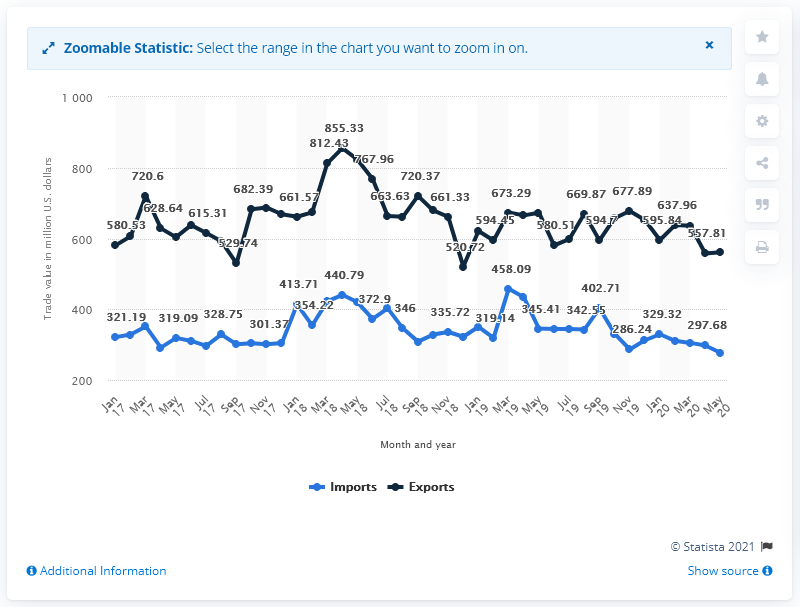 Zoomable Statistic: Select the range in the chart you want to zoom in on.
×
1 000
800
600
400
200
Trade value in million U.S. dollars
580.53
720.6
628.64
615.31
529.74
682.39
661.57
812.43
855.33
767.96
663.63
720.37
661.33
520.72
594.45
673.29
580.51
669.87
594.7
677.89
595.84
637.96
557.81
321.19
319.09
328.75
301.37
413.71
354.22
440.79
372.9
346
335.72
319.14
458.09
345.41
342.55
402.71
286.24
329.32
297.68
Jan 17
Mar 17
May 17
Jul 17
Sep 17
Nov 17
Jan 18
Mar 18
May 18
Jul 18
Sep 18
Nov 18
Jan 19
Mar 19
May 19
Jul 19
Sep 19
Nov 19
Jan 20
Mar 20
May 20
Month and year
Imports
Exports
© Statista 2021
Additional Information
Show source